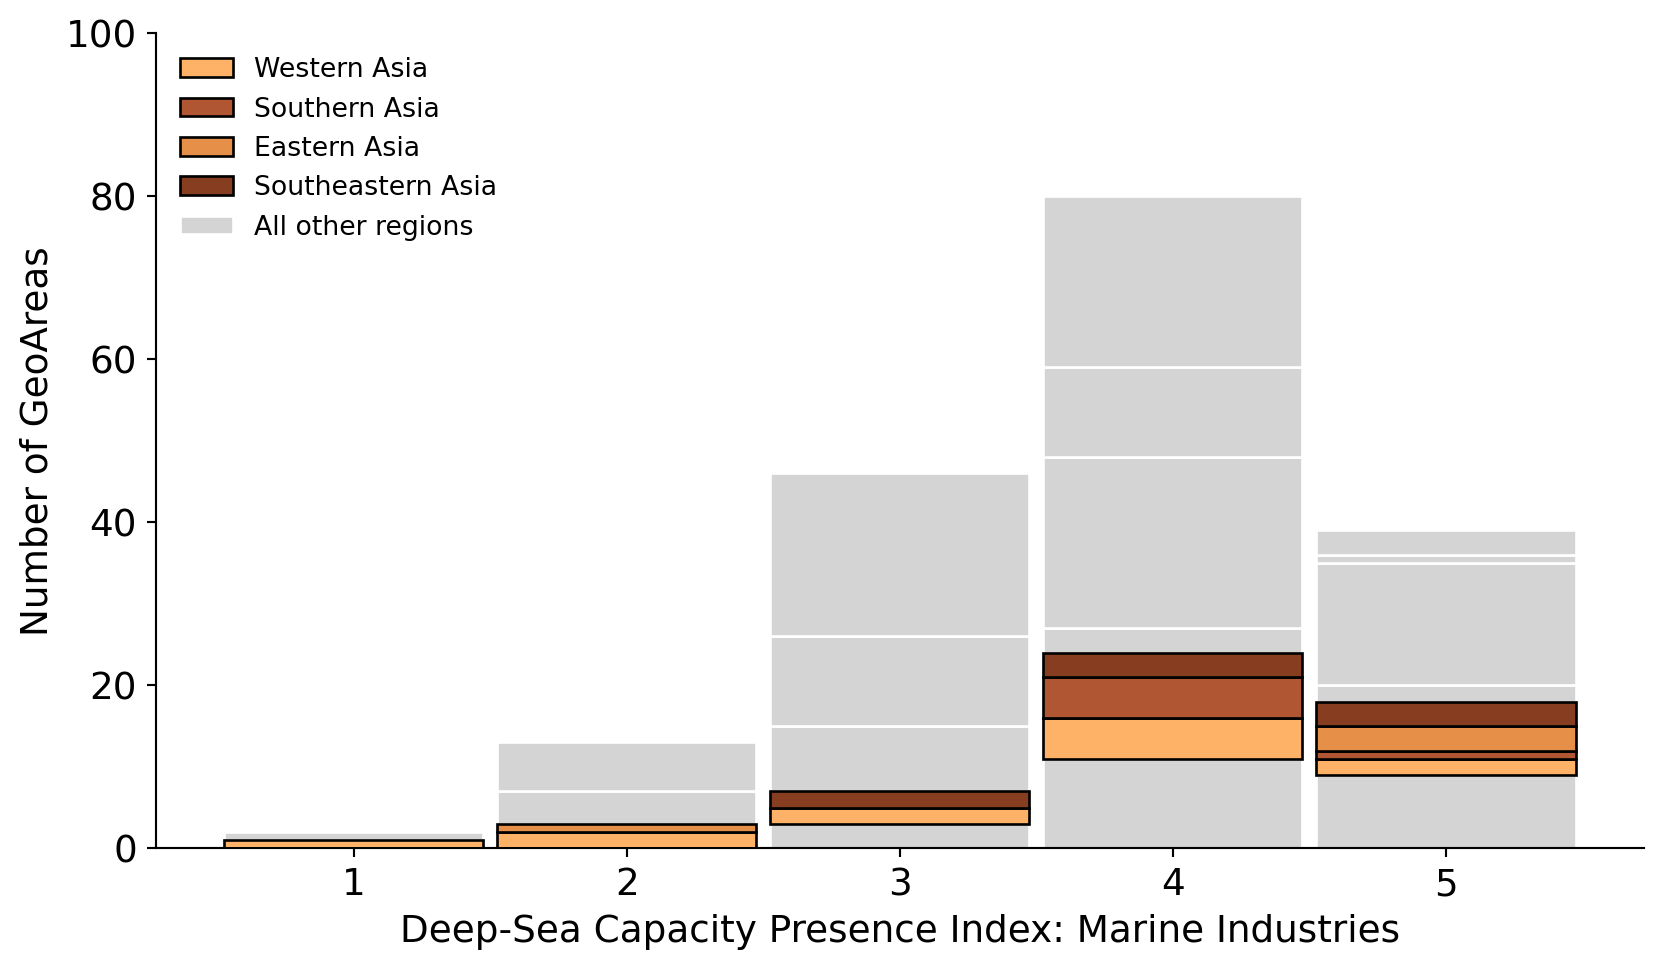 100
80
60
40
20
0
Number of GeoAreas
Western Asia
Southern Asia
Eastern Asia
Southeastern Asia
All other regions
1 2 3 4 5
Deep-Sea Capacity Presence Index: Marine Industries